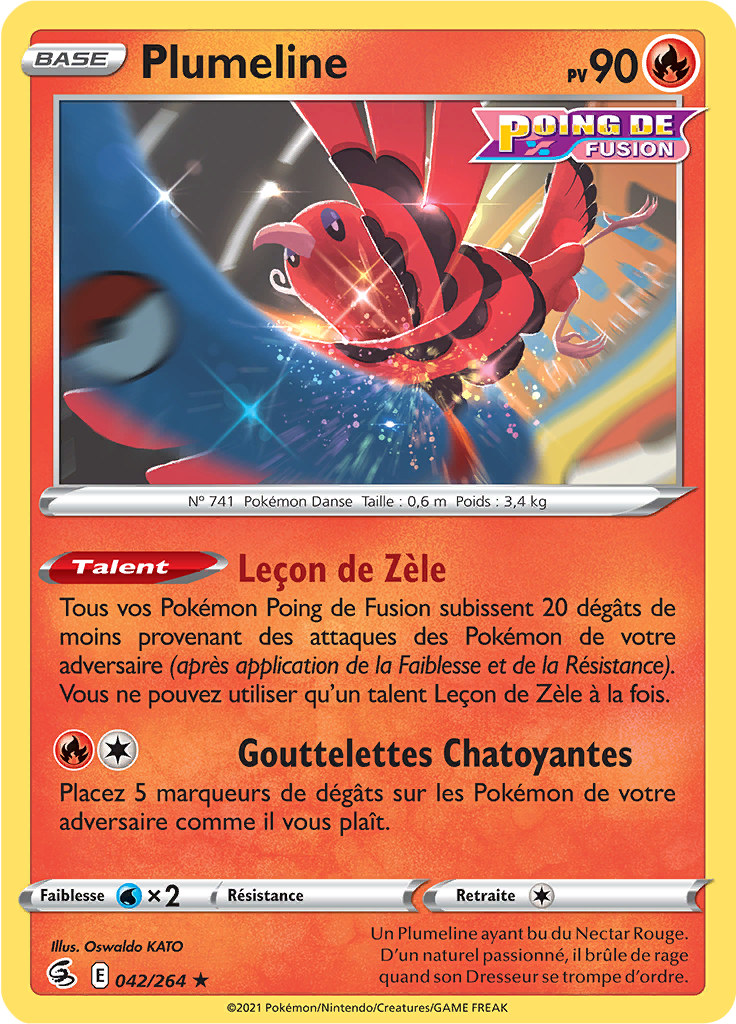 BASE
Plumeline
PV 90
POING DE
FUSION
N° 741 Pokémon Danse Taille : 0,6 m Poids : 3,4 kg
Talent Leçon de Zèle
Tous vos Pokémon Poing de Fusion subissent 20 dégâts de
moins provenant des attaques des Pokémon de votre
adversaire (après application de la Faiblesse et de la Résistance).
Vous ne pouvez utiliser qu'un talent Leçon de Zèle à la fois.
Gouttelettes Chatoyantes
Placez 5 marqueurs de dégâts sur les Pokémon de votre
adversaire comme il vous plaît.
Faiblesse ×2 Résistance Retraite
Illus. Oswaldo KATO
E 042/264 ★
Un Plumeline ayant bu du Nectar Rouge.
D'un naturel passionné, il brûle de rage
quand son Dresseur se trompe d'ordre.
©2021 Pokémon/Nintendo/Creatures/GAME FREAK